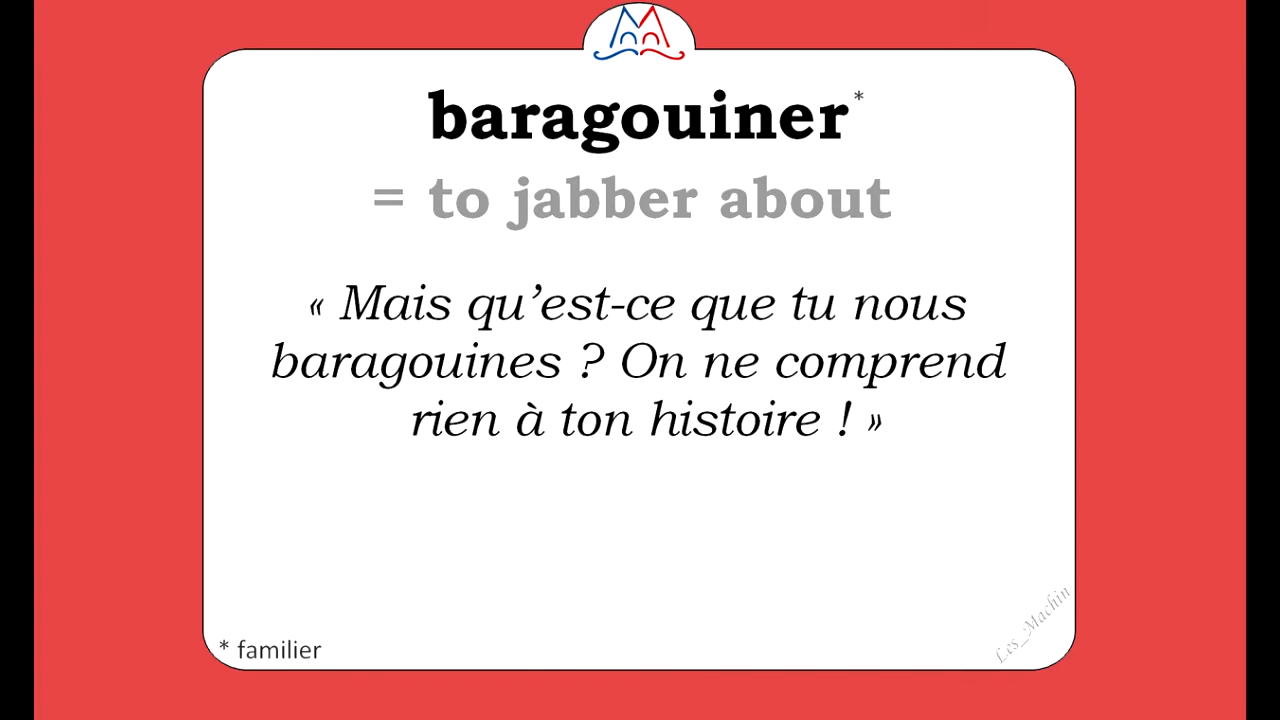 baragouiner*
= to jabber about
« Mais qu’est-ce que tu nous
baragouines ? On ne comprend
rien à ton histoire ! »
* familier
Les_Machin